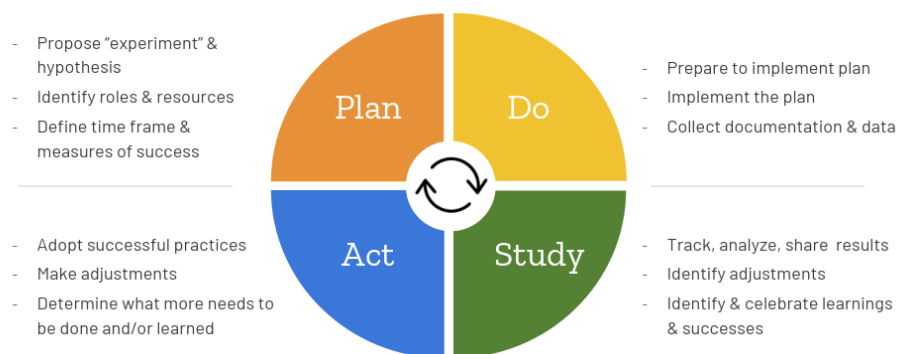 - Propose “experiment” &
hypothesis
- Identify roles & resources
- Define time frame &
measures of success
Plan
Do
- Prepare to implement plan
- Implement the plan
- Collect documentation & data
- Adopt successful practices
- Make adjustments
- Determine what more needs to
be done and/or learned
Act
Study
- Track, analyze, share results
- Identify adjustments
- Identify & celebrate learnings
& successes